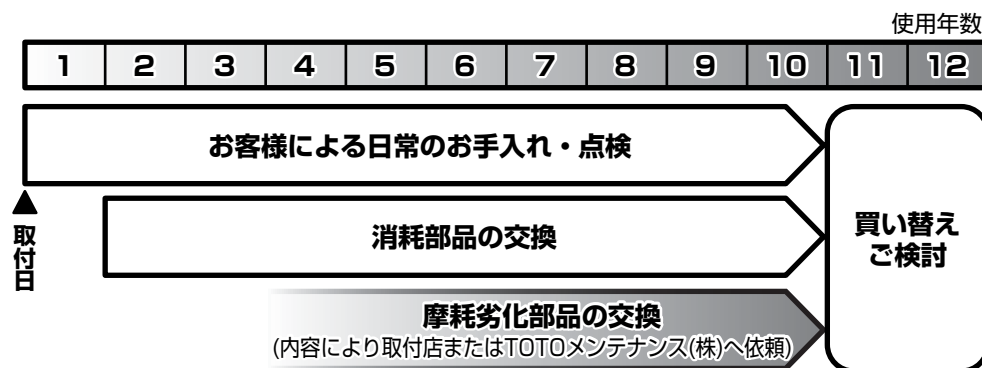 使用年数
1 2 3 4 5 6 7 8 9 10 11 12
お客様による日常のお手入れ・点検
取付日
消耗部品の交換
買い替え
ご検討
摩耗劣化部品の交換
(内容により取付店またはTOTOメンテナンス(株)へ依頼)